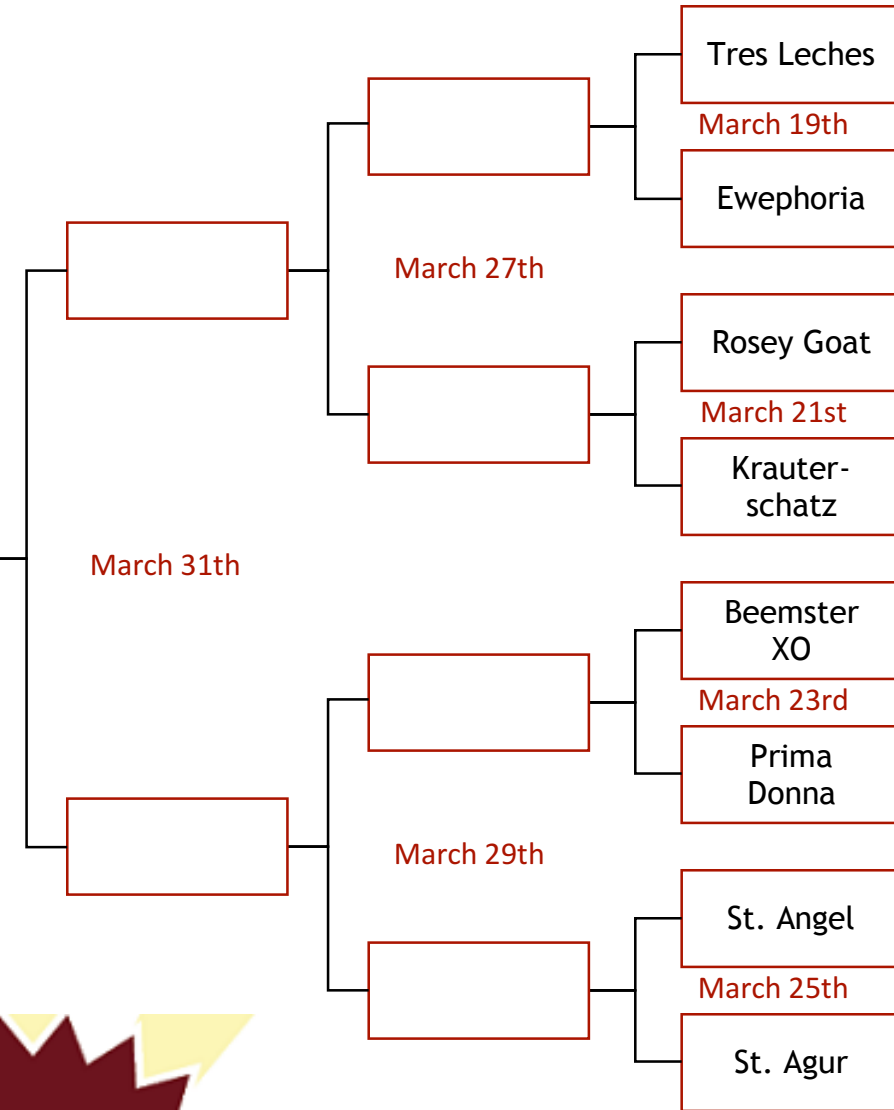 Tres Leches
March 19th
Ewephoria
March 27th
Rosey Goat
March 21st
Krauter-
schatz
March 31th
Beemster
XO
March 23rd
Prima
Donna
March 29th
St. Angel
March 25th
St. Agur